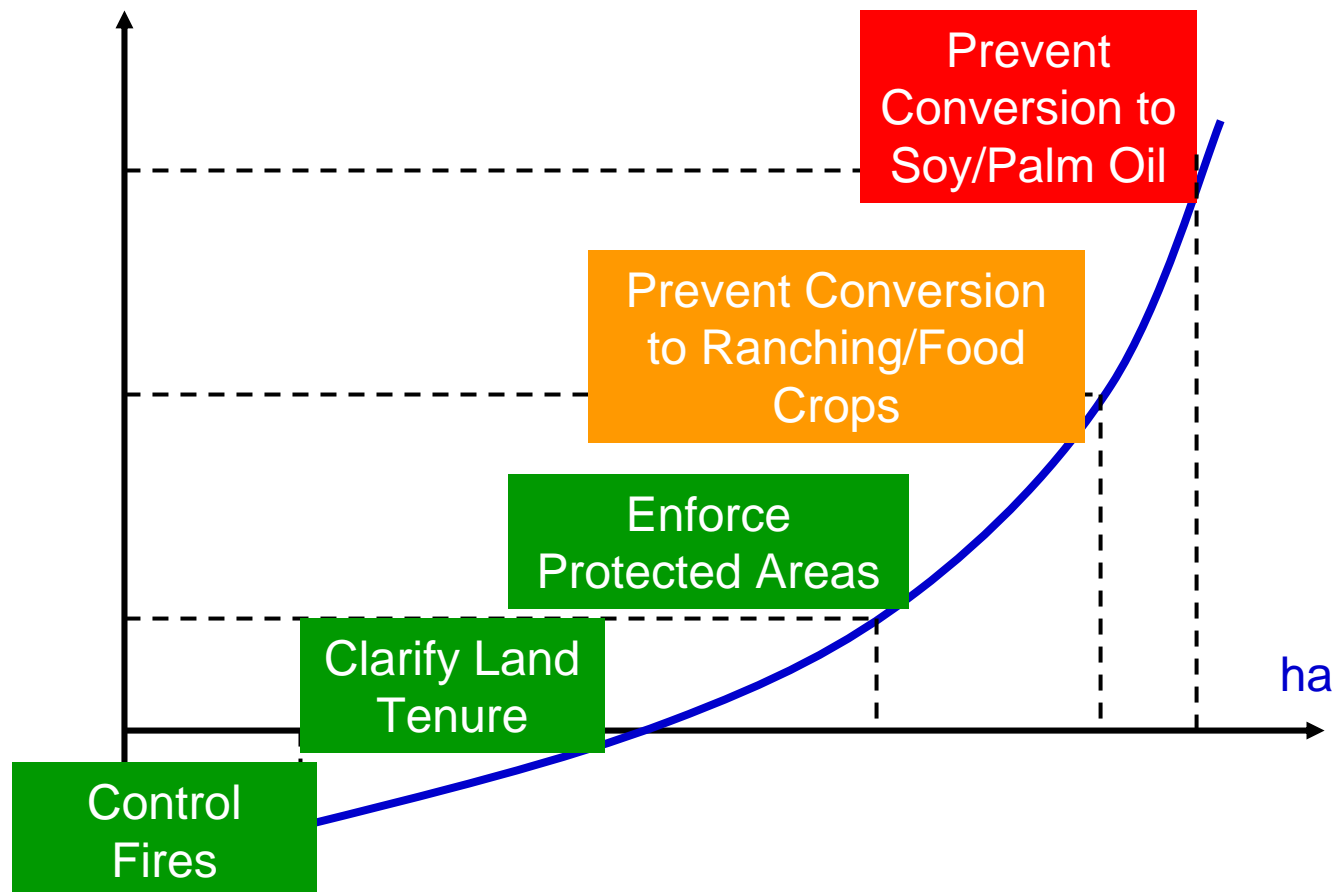 Prevent
Conversion to
Soy/Palm Oil
Prevent Conversion
to Ranching/Food
Crops
Enforce
Protected Areas
Clarify Land
Tenure
ha
Control
Fires